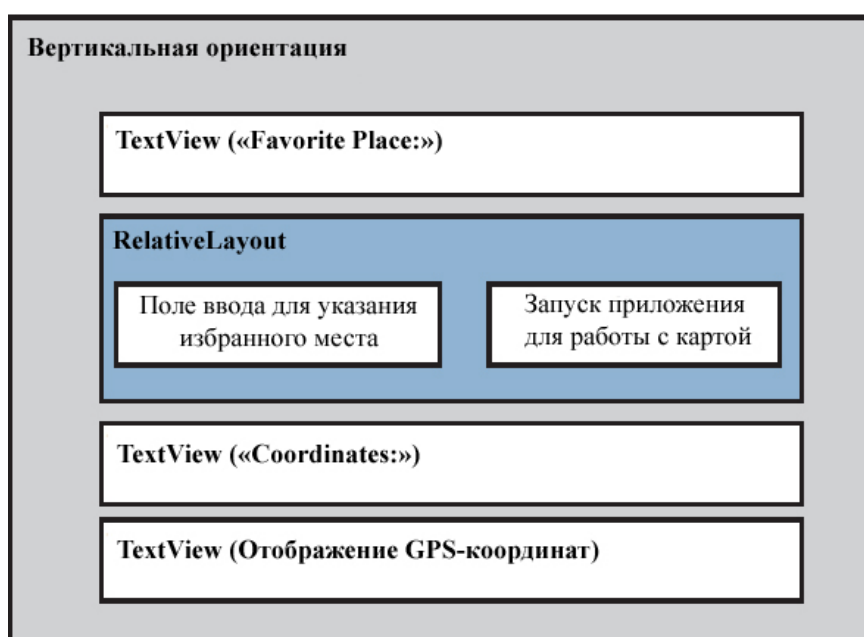 Вертикальная ориентация
TextView («Favorite Place:»)
RelativeLayout
Поле ввода для указания
избранного места
Запуск приложения
для работы с картой
TextView («Coordinates:»)
TextView (Отображение GPS-координат)